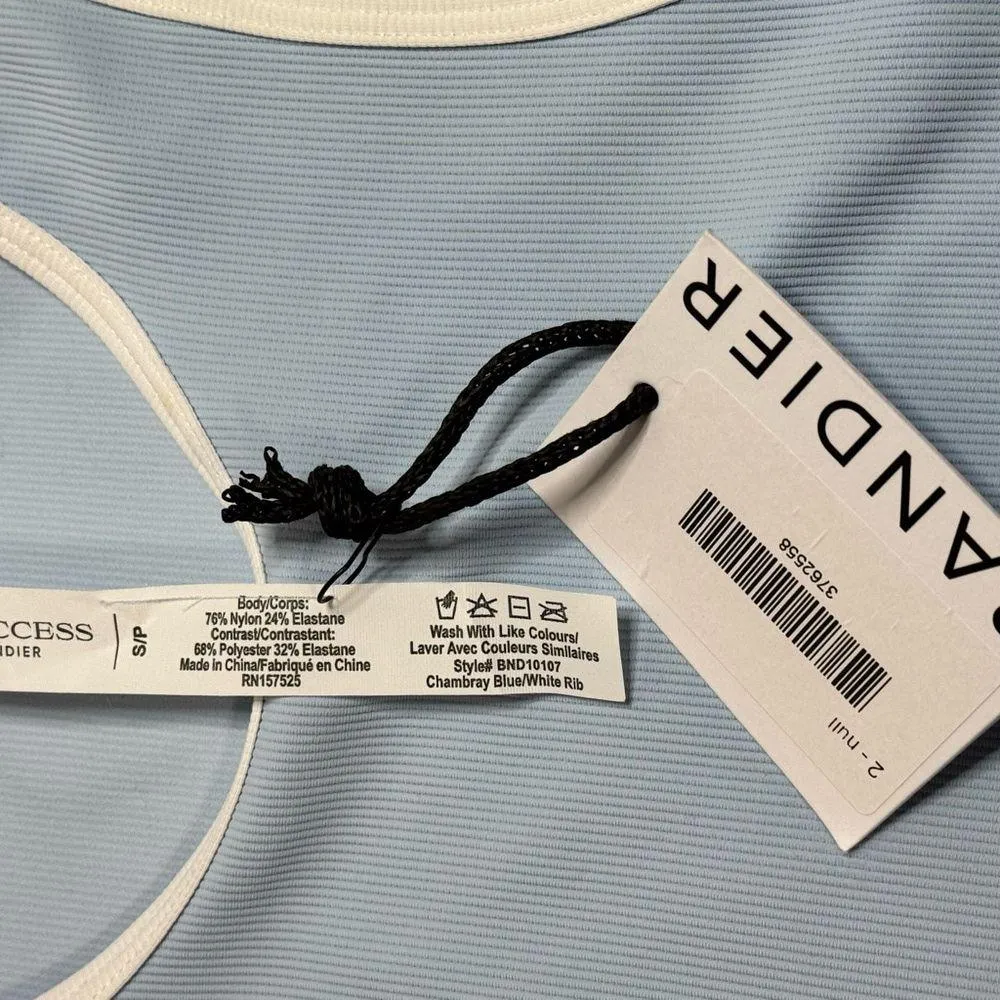 CCESS
NDIER
S/P
Body/Corps:
76% Nylon 24% Elastane
Contrast/Contrastant:
68% Polyester 32% Elastane
Made in China/Fabriqué en Chine
RN157525
Wash With Like Colours/
Laver Avec Couleurs Similaires
Style# BND10107
Chambray Blue/White Rib
ANDIER
3762558
2 - null